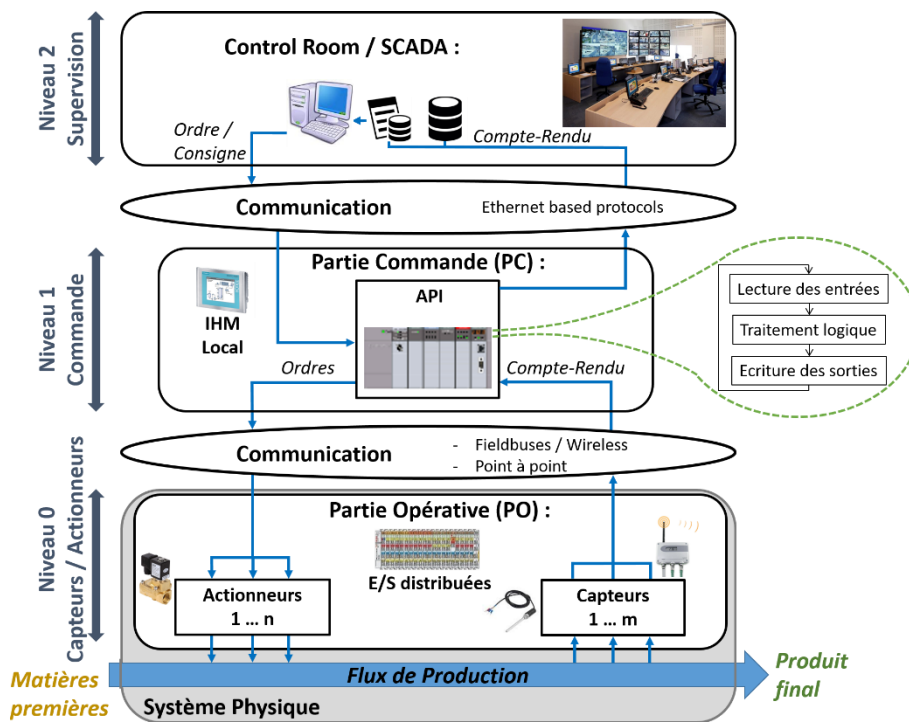 Niveau 2
Supervision
Control Room / SCADA :
Ordre /
Consigne
Compte-Rendu
Communication
Ethernet based protocols
Niveau 1
Commande
Partie Commande (PC) :
IHM
Local
API
Ordres
Compte-Rendu
Lecture des entrées
Traitement logique
Ecriture des sorties
Communication
- Fieldbuses / Wireless
- Point à point
Niveau 0
Capteurs / Actionneurs
Partie Opérative (PO) :
E/S distribuées
Actionneurs
1 ... n
Capteurs
1 ... m
Matières
premières
Flux de Production
Produit
final
Système Physique